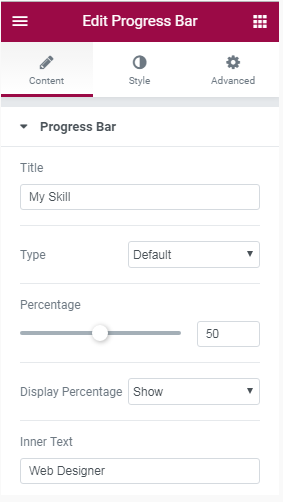 Edit Progress Bar
Content Style Advanced
Progress Bar
Title
My Skill
Type Default
Percentage
50
Display Percentage Show
Inner Text
Web Designer